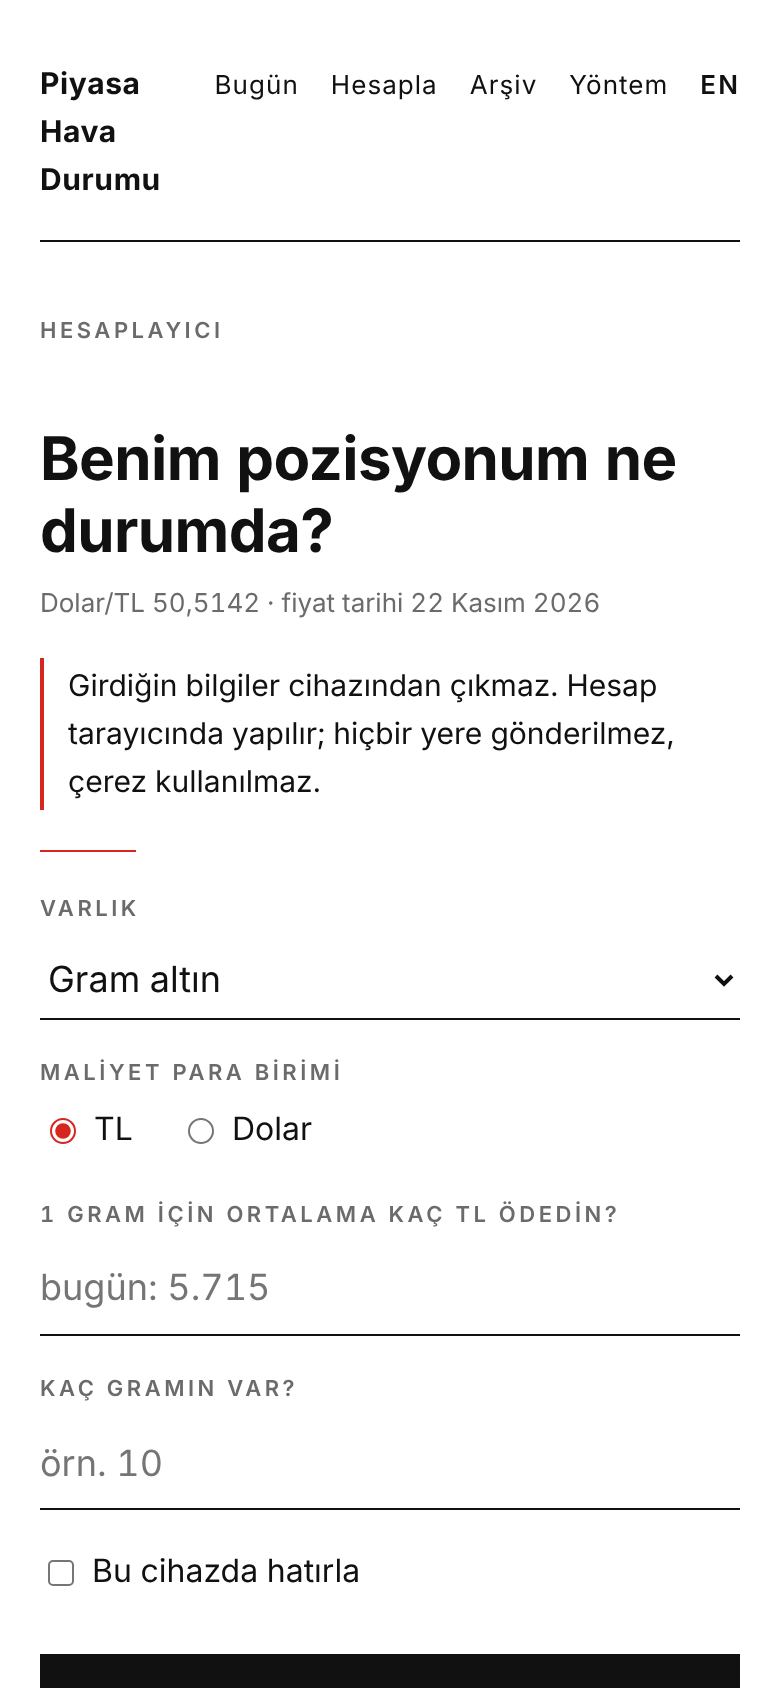 Piyasa Hava Durumu
Bugün Hesapla Arşiv Yöntem EN
HESAPLAYICI
Benim pozisyonum ne
durumda?
Dolar/TL 50,5142 · fiyat tarihi 22 Kasım 2026
Girdiğin bilgiler cihazından çıkmaz. Hesap
tarayıcında yapılır; hiçbir yere gönderilmez,
çerez kullanılmaz.
VARLIK
Gram altın
MALİYET PARA BİRİMİ
TL Dolar
1 GRAM İÇİN ORTALAMA KAÇ TL ÖDEDİN?
bugün: 5.715
KAÇ GRAMIN VAR?
örn. 10
Bu cihazda hatırla